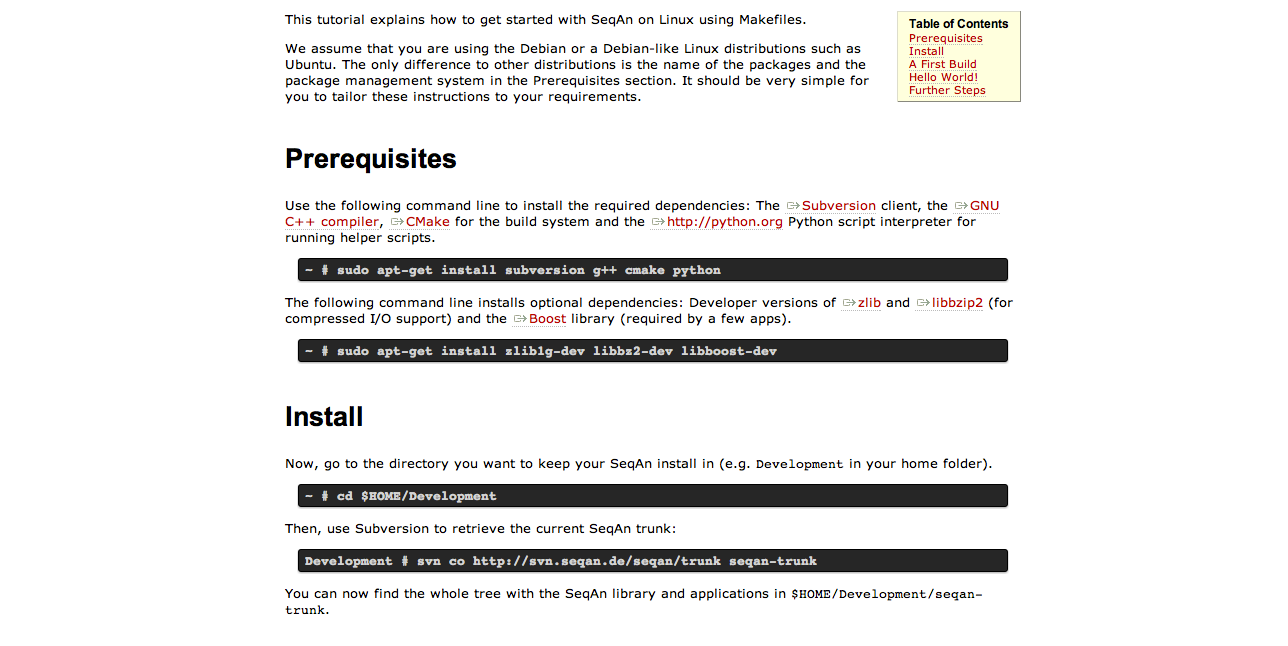 This tutorial explains how to get started with SeqAn on Linux using Makefiles.
We assume that you are using the Debian or a Debian-like Linux distributions such as
Ubuntu. The only difference to other distributions is the name of the packages and the
package management system in the Prerequisites section. It should be very simple for
you to tailor these instructions to your requirements.
Table of Contents
Prerequisites
Install
A First Build
Hello World!
Further Steps
Prerequisites
Use the following command line to install the required dependencies: The Subversion client, the GNU
C++ compiler, CMake for the build system and the http://python.org Python script interpreter for
running helper scripts.
~ # sudo apt-get install subversion g++ cmake python
The following command line installs optional dependencies: Developer versions of zlib and libbzip2 (for
compressed I/O support) and the Boost library (required by a few apps).
~ # sudo apt-get install zlib1g-dev libbz2-dev libboost-dev
Install
Now, go to the directory you want to keep your SeqAn install in (e.g. Development in your home folder).
~ # cd $HOME/Development
Then, use Subversion to retrieve the current SeqAn trunk:
Development # svn co http://svn.seqan.de/seqan/trunk seqan-trunk
You can now find the whole tree with the SeqAn library and applications in $HOME/Development/seqan-
trunk.